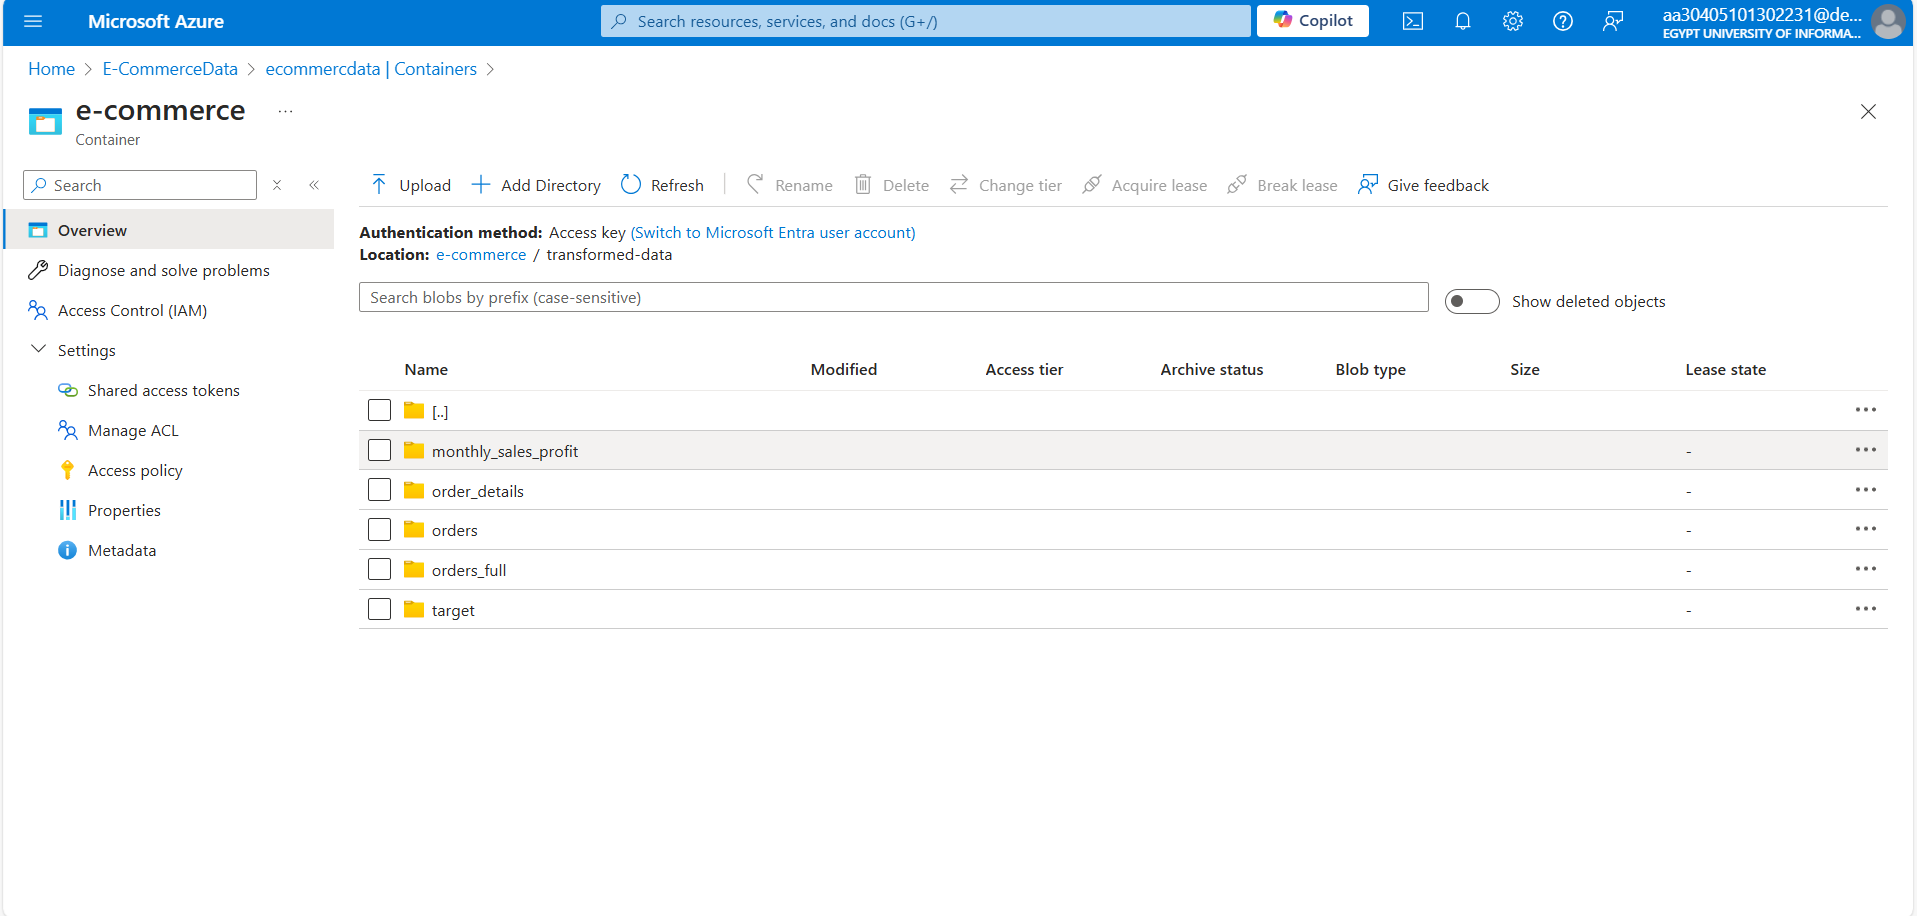 Microsoft Azure
Search resources, services, and docs (G+/)
Copilot
aa30405101302231@de...
EGYPT UNIVERSITY OF INFORMA...
Home > E-CommerceData > ecommercdata | Containers >
e-commerce ...
Container
Search
Overview
Diagnose and solve problems
Access Control (IAM)
Settings
Shared access tokens
Manage ACL
Access policy
Properties
Metadata
Upload Add Directory Refresh Rename Delete Change tier Acquire lease Break lease Give feedback
Authentication method: Access key (Switch to Microsoft Entra user account)
Location: e-commerce / transformed-data
Search blobs by prefix (case-sensitive)
Show deleted objects
Name Modified Access tier Archive status Blob type Size Lease state
[..]
monthly_sales_profit -
order_details -
orders -
orders_full -
target -